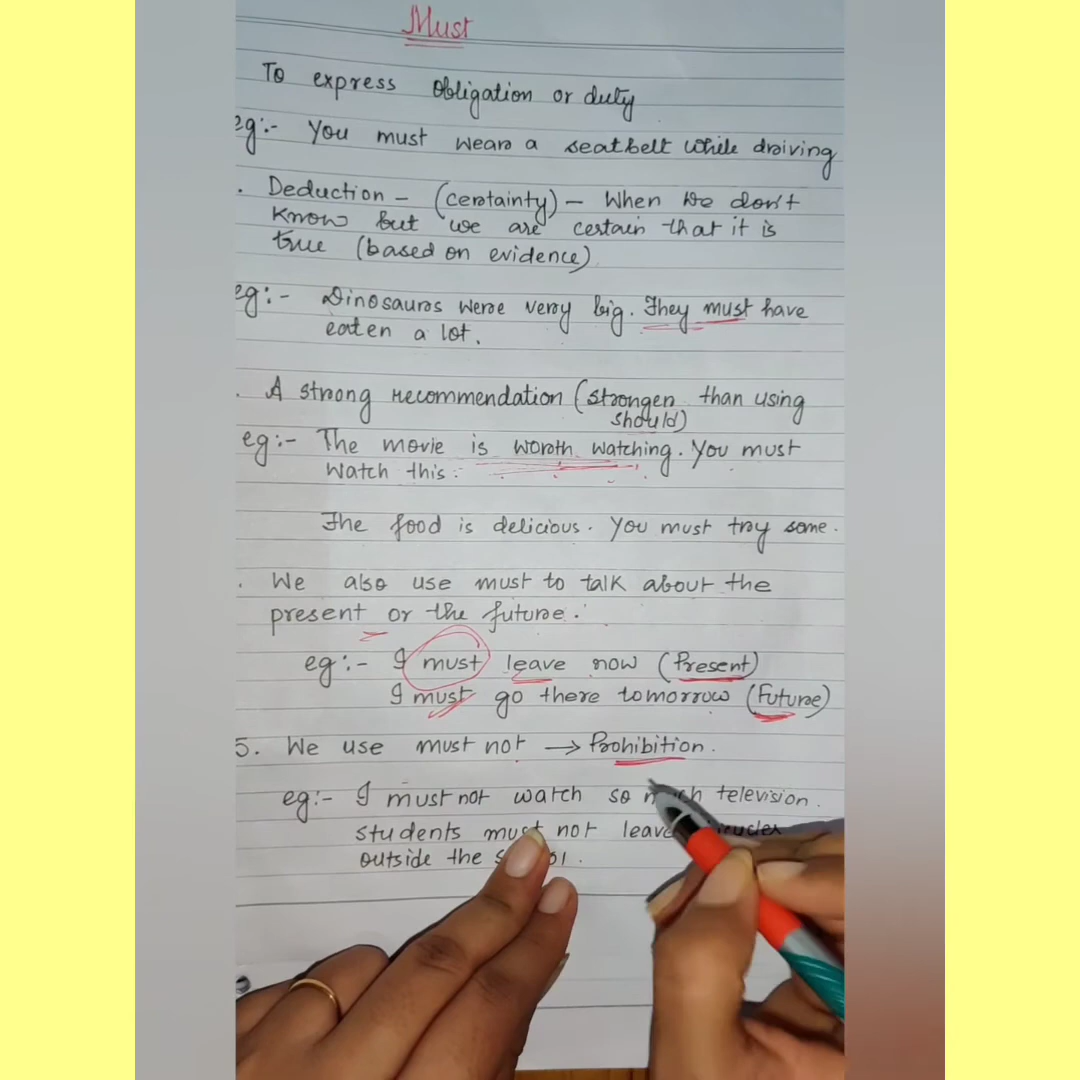 Must
To express Obligation or duty
eg:- You must wear a seatbelt while driving
. Deduction - (certainty) - When we don't
know but we are certain that it is
true (based on evidence)
eg:- Dinosaurs were very big. They must have
eaten a lot.
. A strong recommendation (stronger than using
should)
eg:- The movie is worth watching. You must
watch this.
The food is delicious. You must try some.
. We also use must to talk about the
present or the future.
eg:- I must leave now (Present)
I must go there tomorrow (Future)
5. We use must not → Prohibition.
eg:- I must not watch so television.
students must not leave
outside the